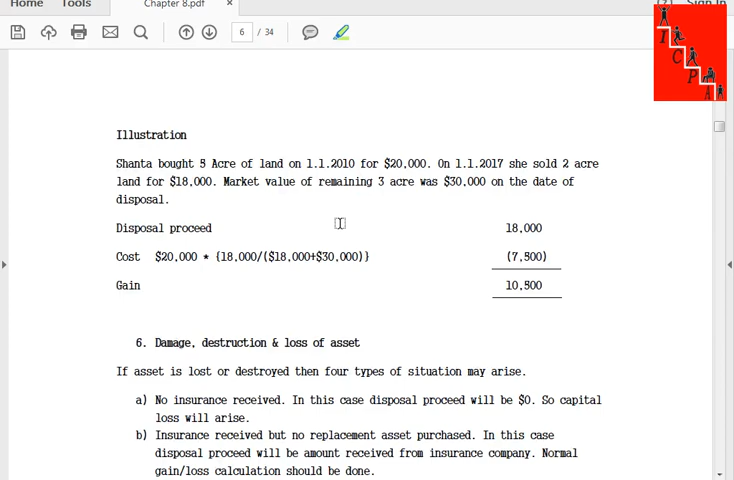 Home Tools Chapter 8.pdf × Sign In
6 / 34
I
C
P
A
Illustration
Shanta bought 5 Acre of land on 1.1.2010 for $20,000. On 1.1.2017 she sold 2 acre
land for $18,000. Market value of remaining 3 acre was $30,000 on the date of
disposal.
Disposal proceed 18,000
Cost $20,000 * {18,000/($18,000+$30,000)} (7,500)
Gain 10,500
6. Damage, destruction & loss of asset
If asset is lost or destroyed then four types of situation may arise.
a) No insurance received. In this case disposal proceed will be $0. So capital
loss will arise.
b) Insurance received but no replacement asset purchased. In this case
disposal proceed will be amount received from insurance company. Normal
gain/loss calculation should be done.